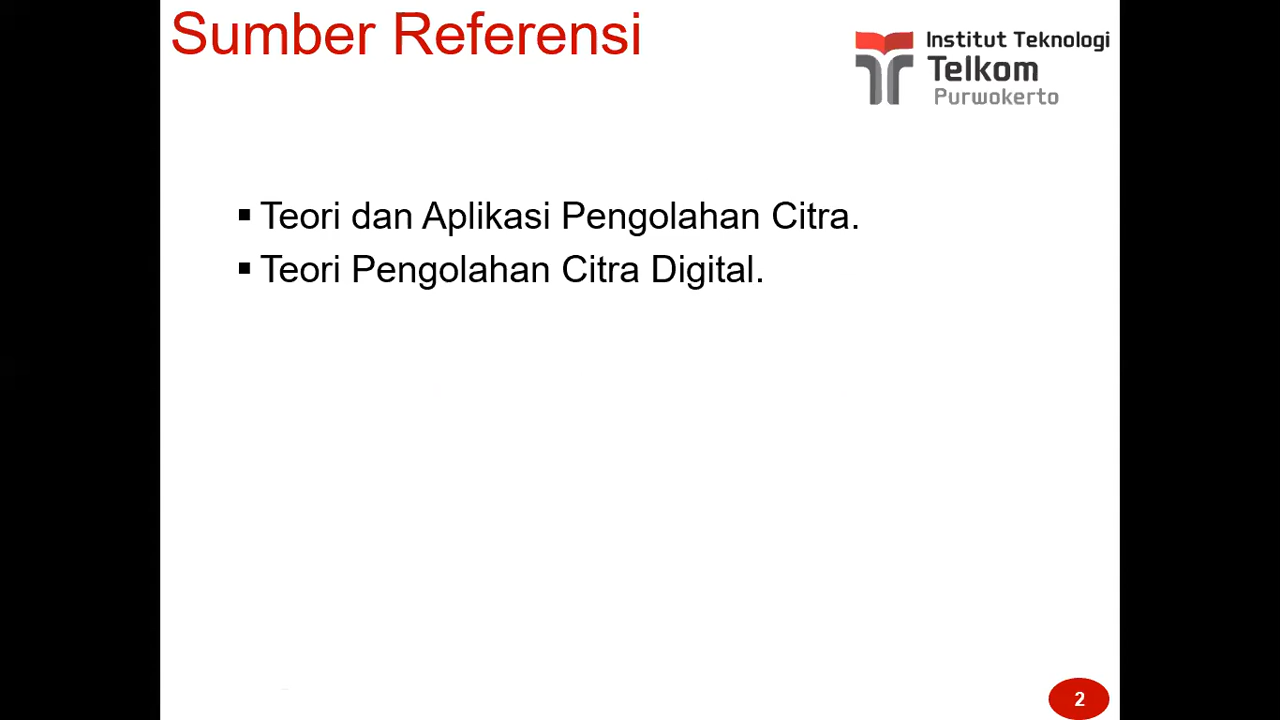 Sumber Referensi
Institut Teknologi
Telkom
Purwokerto
▪ Teori dan Aplikasi Pengolahan Citra.
▪ Teori Pengolahan Citra Digital.
2